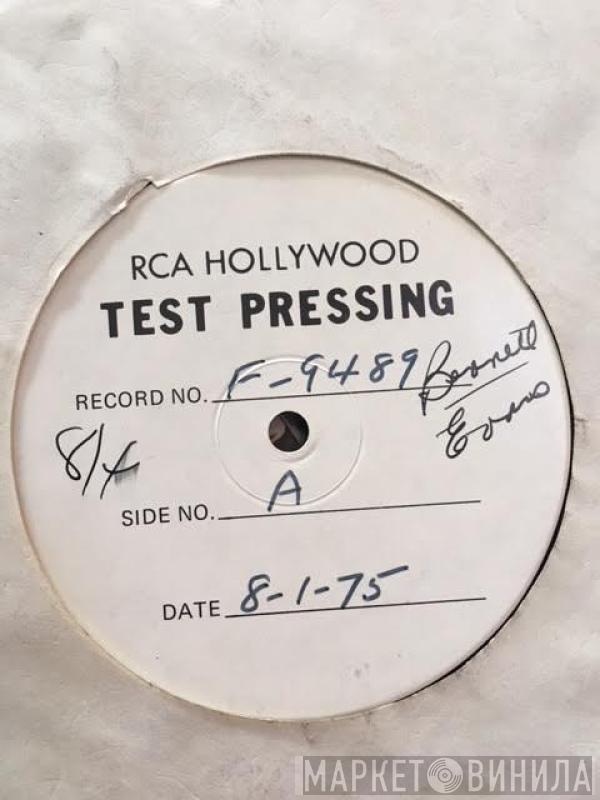 RCA HOLLYWOOD
TEST PRESSING
RECORD NO. F-9489
Bennett
Evans
8/4
SIDE NO. A
DATE 8-1-75
МАРКЕТ ВИНИЛА